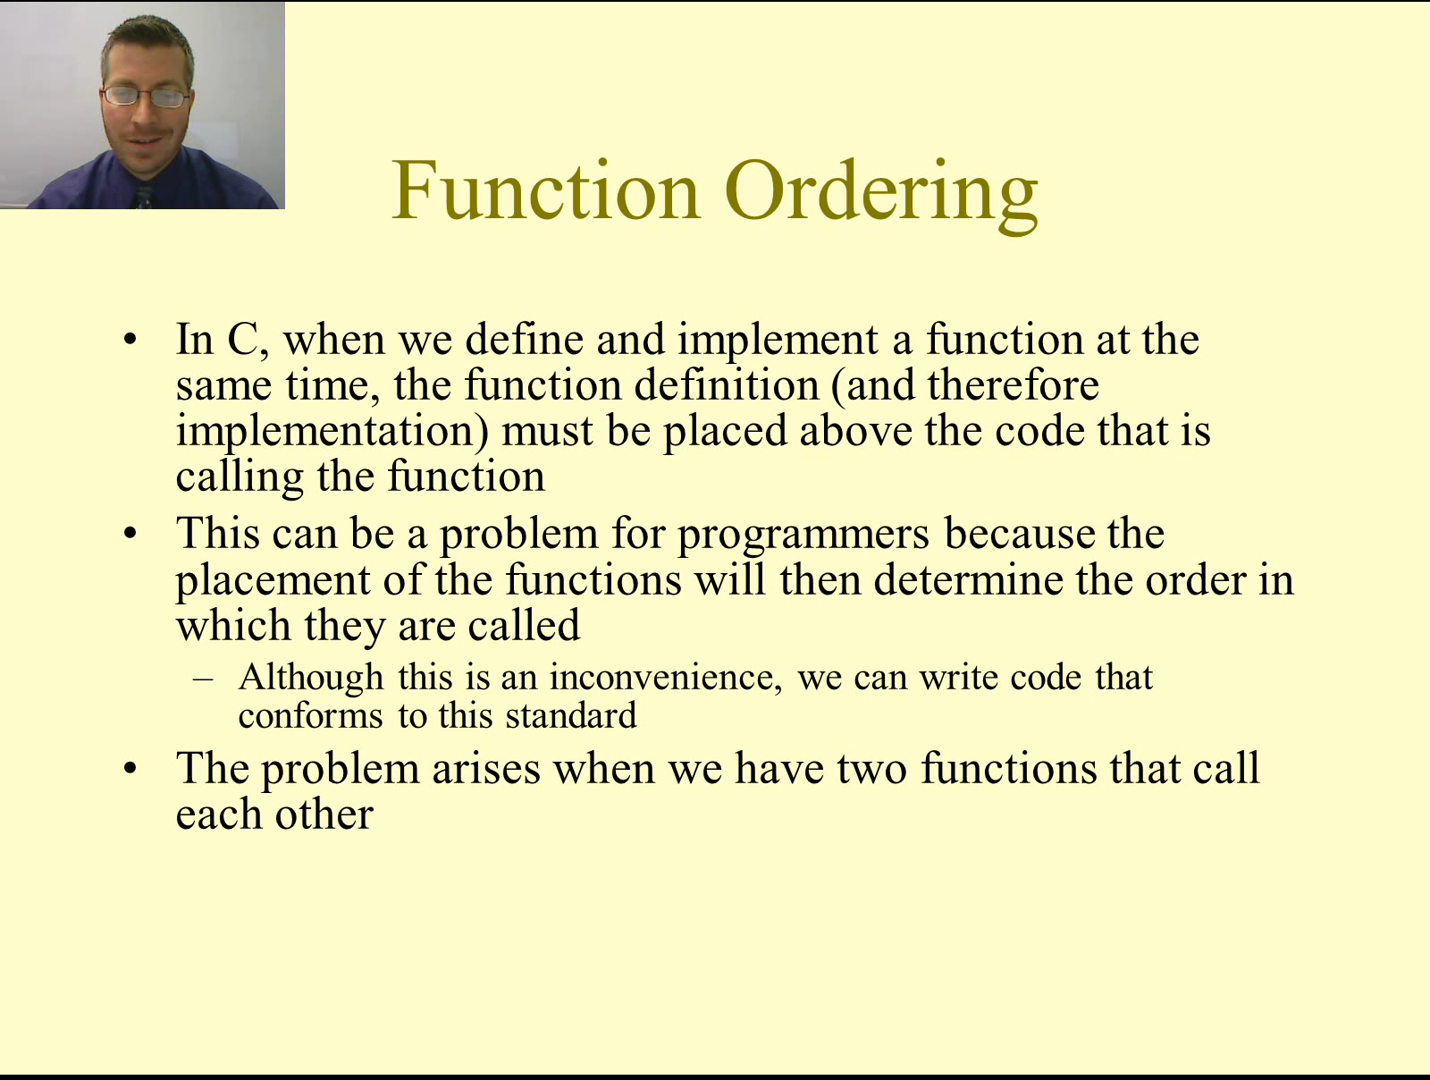 Function Ordering
• In C, when we define and implement a function at the
same time, the function definition (and therefore
implementation) must be placed above the code that is
calling the function
• This can be a problem for programmers because the
placement of the functions will then determine the order in
which they are called
– Although this is an inconvenience, we can write code that
conforms to this standard
• The problem arises when we have two functions that call
each other